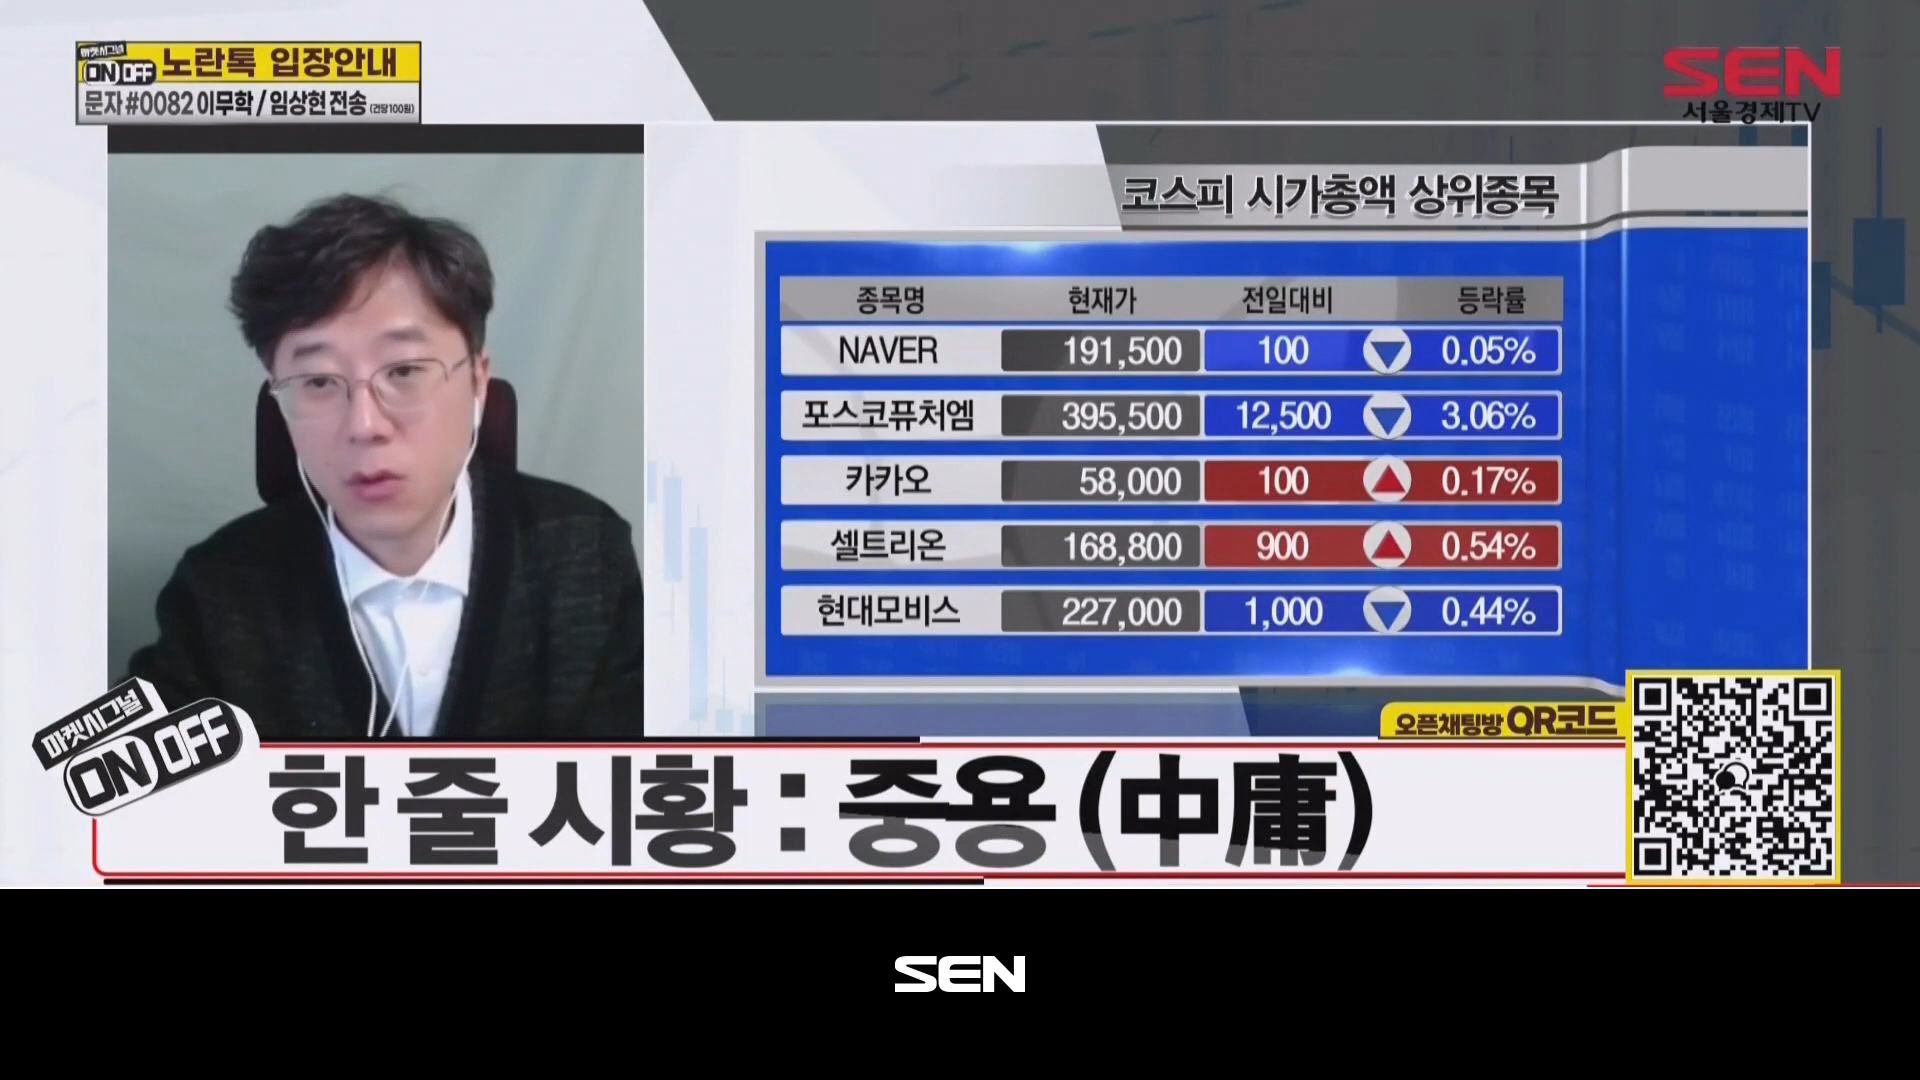 마켓시그널
ON OFF 노란톡 입장안내
문자 #0082 이무학 / 임상현 전송 (건당100원)
SEN
서울경제TV
코스피 시가총액 상위종목
종목명 현재가 전일대비 등락률
NAVER 191,500 100 ▼ 0.05%
포스코퓨처엠 395,500 12,500 ▼ 3.06%
카카오 58,000 100 ▲ 0.17%
셀트리온 168,800 900 ▲ 0.54%
현대모비스 227,000 1,000 ▼ 0.44%
오픈채팅방 QR코드
마켓시그널
ON OFF
한 줄 시황 : 중용 (中庸)
SEN